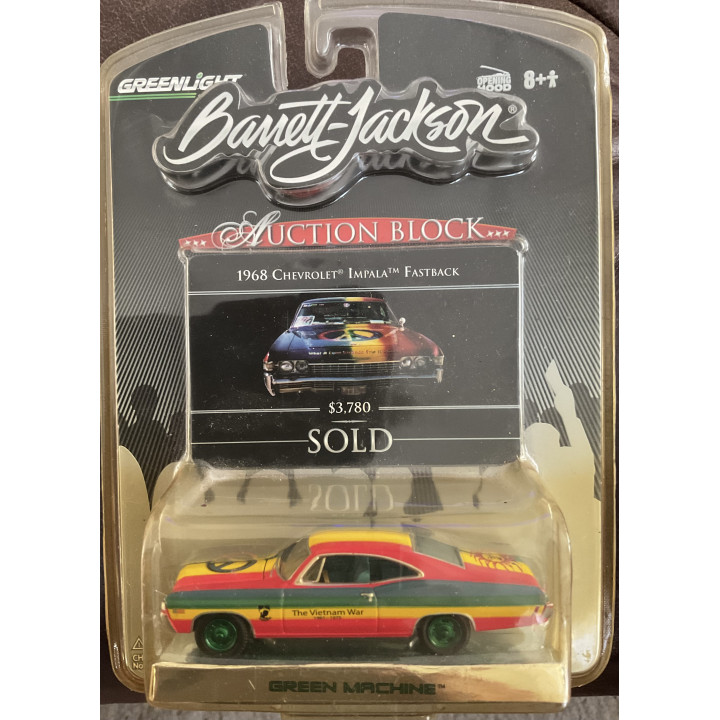 GREENLIGHT
OPENING HOOD 8+
Barrett-Jackson®
AUCTION BLOCK
1968 CHEVROLET® IMPALA™ FASTBACK
$3,780
SOLD
The Vietnam War
GREEN MACHINE™